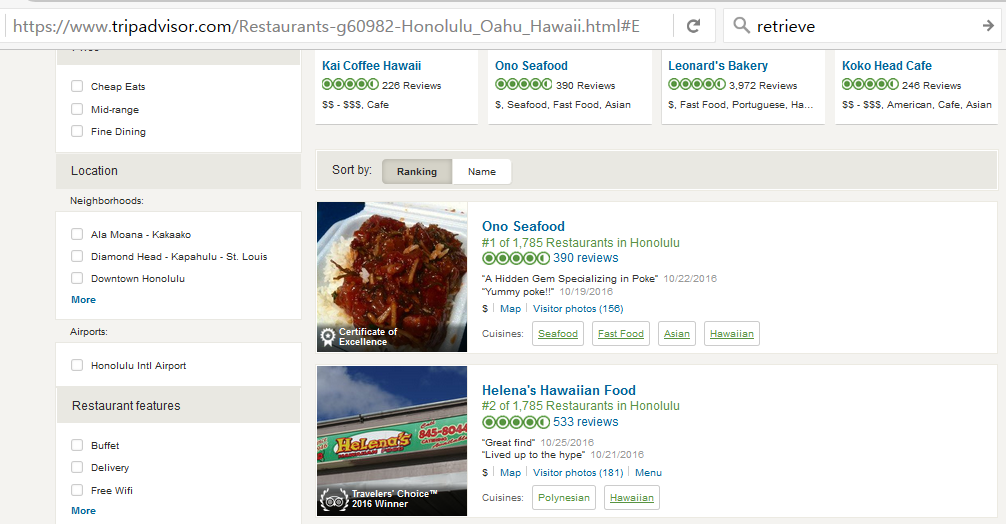 https://www.tripadvisor.com/Restaurants-g60982-Honolulu_Oahu_Hawaii.html#E
retrieve
Cheap Eats
Mid-range
Fine Dining
Location
Neighborhoods:
Ala Moana - Kakaako
Diamond Head - Kapahulu - St. Louis
Downtown Honolulu
More
Airports:
Honolulu Intl Airport
Restaurant features
Buffet
Delivery
Free Wifi
More
Kai Coffee Hawaii
226 Reviews
$$ - $$$, Cafe
Ono Seafood
390 Reviews
$, Seafood, Fast Food, Asian
Leonard's Bakery
3,972 Reviews
$, Fast Food, Portuguese, Ha...
Koko Head Cafe
246 Reviews
$$ - $$$, American, Cafe, Asian
Sort by: Ranking Name
Ono Seafood
#1 of 1,785 Restaurants in Honolulu
390 reviews
“A Hidden Gem Specializing in Poke” 10/22/2016
“Yummy poke!!” 10/19/2016
$ Map Visitor photos (156)
Cuisines: Seafood Fast Food Asian Hawaiian
Certificate of
Excellence
Helena's Hawaiian Food
#2 of 1,785 Restaurants in Honolulu
533 reviews
“Great find” 10/25/2016
“Lived up to the hype” 10/21/2016
$ Map Visitor photos (181) Menu
Cuisines: Polynesian Hawaiian
Helena's
845-8044
Travelers' Choice™
2016 Winner